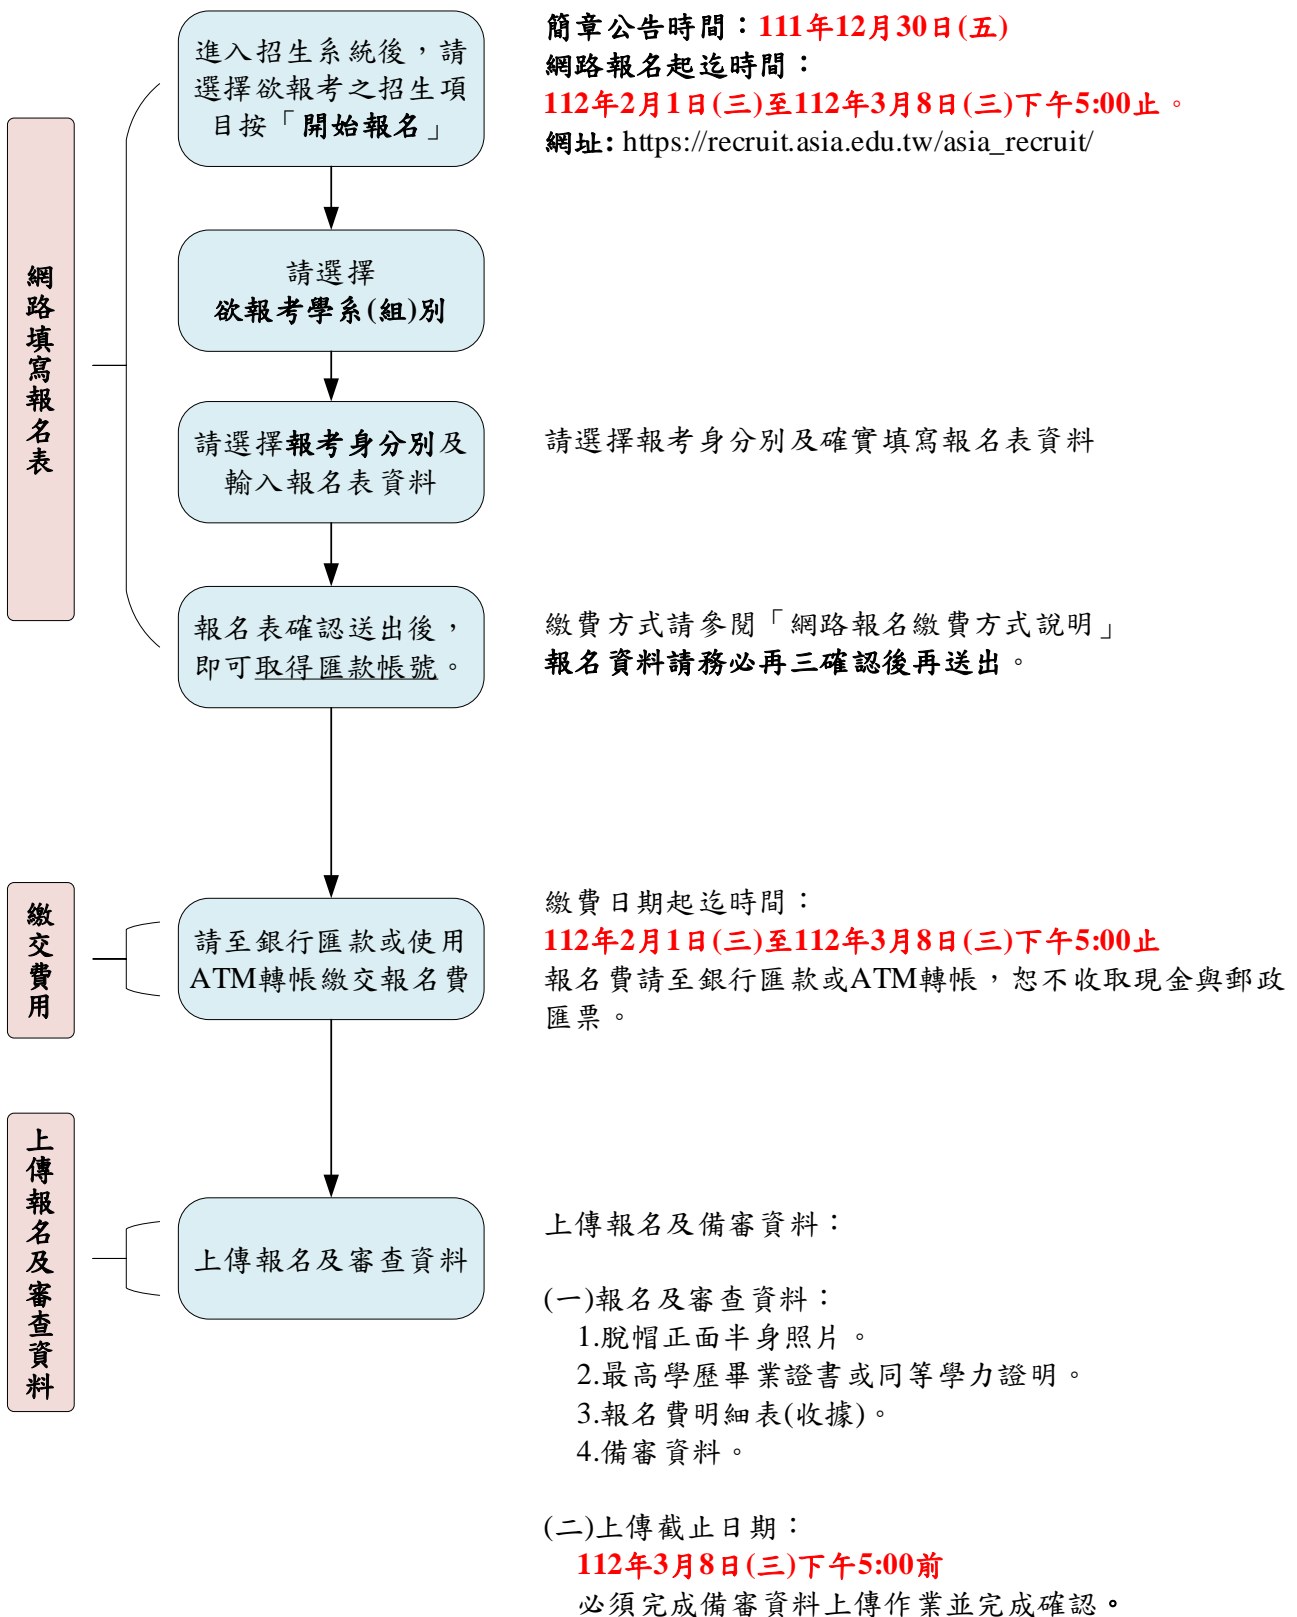 網路填寫報名表
進入招生系統後，請
選擇欲報考之招生項
目按「開始報名」
簡章公告時間：111年12月30日(五)
網路報名起迄時間：
112年2月1日(三)至112年3月8日(三)下午5:00止。
網址: https://recruit.asia.edu.tw/asia_recruit/
請選擇
欲報考學系(組)別
請選擇報考身分別及
輸入報名表資料
請選擇報考身分別及確實填寫報名表資料
報名表確認送出後，
即可取得匯款帳號。
繳費方式請參閱「網路報名繳費方式說明」
報名資料請務必再三確認後再送出。
繳交費用
請至銀行匯款或使用
ATM轉帳繳交報名費
繳費日期起迄時間：
112年2月1日(三)至112年3月8日(三)下午5:00止
報名費請至銀行匯款或ATM轉帳，恕不收取現金與郵政
匯票。
上傳報名及審查資料
上傳報名及審查資料
上傳報名及備審資料：
(一)報名及審查資料：
1.脫帽正面半身照片。
2.最高學歷畢業證書或同等學力證明。
3.報名費明細表(收據)。
4.備審資料。
(二)上傳截止日期：
112年3月8日(三)下午5:00前
必須完成備審資料上傳作業並完成確認。